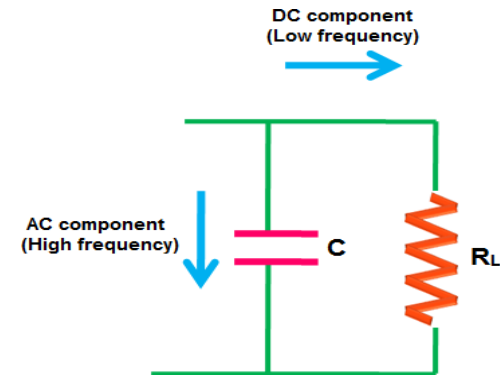 DC component
(Low frequency)
AC component
(High frequency)
C
RL